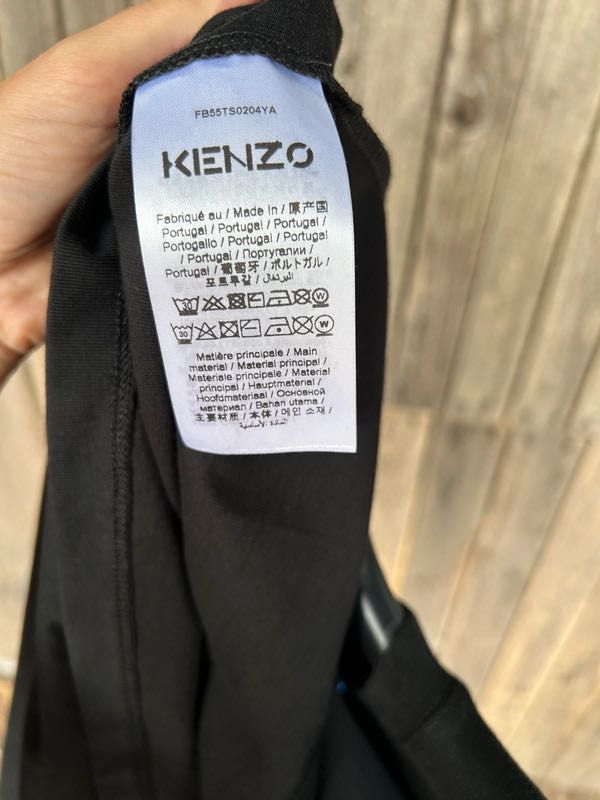 FB55TS0204YA
KENZO
Fabriqué au / Made In / 原产国
Portugal / Portugal / Portugal /
Portogallo / Portugal / Portugal
/ Portugal / Португалии /
Portugal / 葡萄牙 / ポルトガル /
포르투갈 / البرتغال
30 W
30 W
Matière principale / Main
material / Material principal /
Materiale principale / Material
principal / Hauptmaterial /
Hoofdmateriaal / Основной
материал / Bahan utama /
主要材质 / 本体 / 메인 소재 /
المادة الأساسية